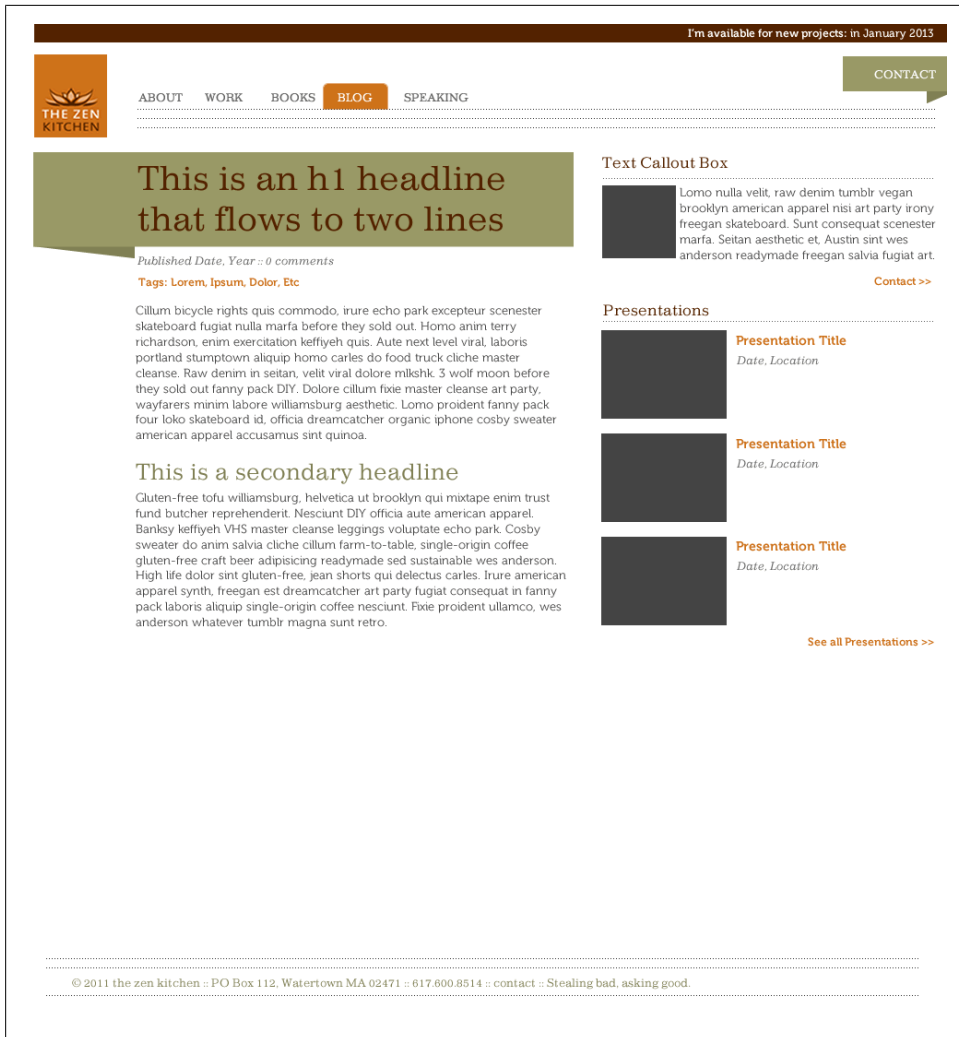 I'm available for new projects: in January 2013
CONTACT
THE ZEN
KITCHEN
ABOUT WORK BOOKS BLOG SPEAKING
This is an h1 headline
that flows to two lines
Published Date, Year :: 0 comments
Tags: Lorem, Ipsum, Dolor, Etc
Cillum bicycle rights quis commodo, irure echo park excepteur scenester
skateboard fugiat nulla marfa before they sold out. Homo anim terry
richardson, enim exercitation keffiyeh quis. Aute next level viral, laboris
portland stumptown aliquip homo carles do food truck cliche master
cleanse. Raw denim in seitan, velit viral dolore mlkshk. 3 wolf moon before
they sold out fanny pack DIY. Dolore cillum fixie master cleanse art party,
wayfarers minim labore williamsburg aesthetic. Lomo proident fanny pack
four loko skateboard id, officia dreamcatcher organic iphone cosby sweater
american apparel accusamus sint quinoa.
This is a secondary headline
Gluten-free tofu williamsburg, helvetica ut brooklyn qui mixtape enim trust
fund butcher reprehenderit. Nesciunt DIY officia aute american apparel.
Banksy keffiyeh VHS master cleanse leggings voluptate echo park. Cosby
sweater do anim salvia cliche cillum farm-to-table, single-origin coffee
gluten-free craft beer adipisicing readymade sed sustainable wes anderson.
High life dolor sint gluten-free, jean shorts qui delectus carles. Irure american
apparel synth, freegan est dreamcatcher art party fugiat consequat in fanny
pack laboris aliquip single-origin coffee nesciunt. Fixie proident ullamco, wes
anderson whatever tumblr magna sunt retro.
Text Callout Box
Lomo nulla velit, raw denim tumblr vegan
brooklyn american apparel nisi art party irony
freegan skateboard. Sunt consequat scenester
marfa. Seitan aesthetic et, Austin sint wes
anderson readymade freegan salvia fugiat art.
Contact >>
Presentations
Presentation Title
Date, Location
Presentation Title
Date, Location
Presentation Title
Date, Location
See all Presentations >>
© 2011 the zen kitchen :: PO Box 112, Watertown MA 02471 :: 617.600.8514 :: contact :: Stealing bad, asking good.